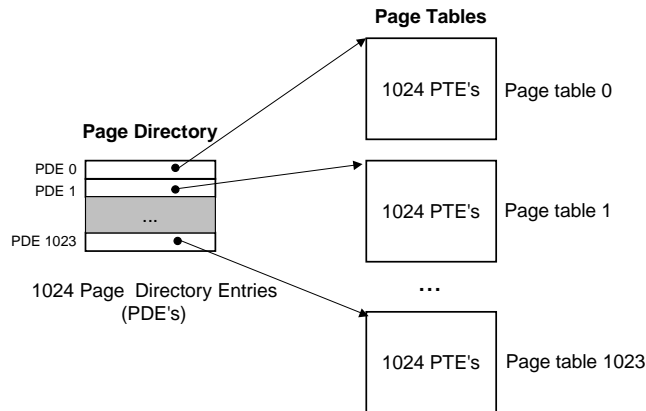 Page Tables
1024 PTE's
Page table 0
Page Directory
PDE 0
PDE 1
...
PDE 1023
1024 Page Directory Entries
(PDE's)
1024 PTE's
Page table 1
...
1024 PTE's
Page table 1023